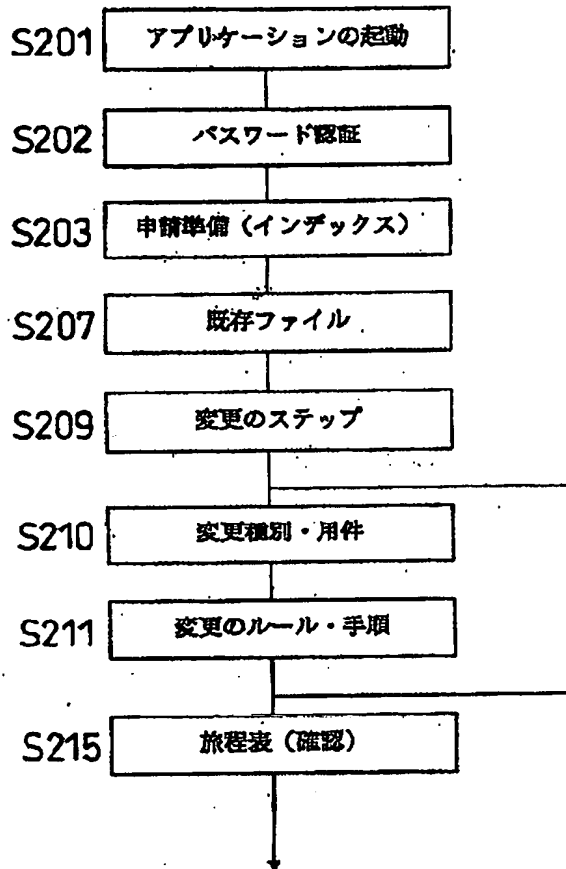 S201 アプリケーションの起動
S202 パスワード認証
S203 申請準備（インデックス）
S207 既存ファイル
S209 変更のステップ
S210 変更種別・用件
S211 変更のルール・手順
S215 旅程表（確認）